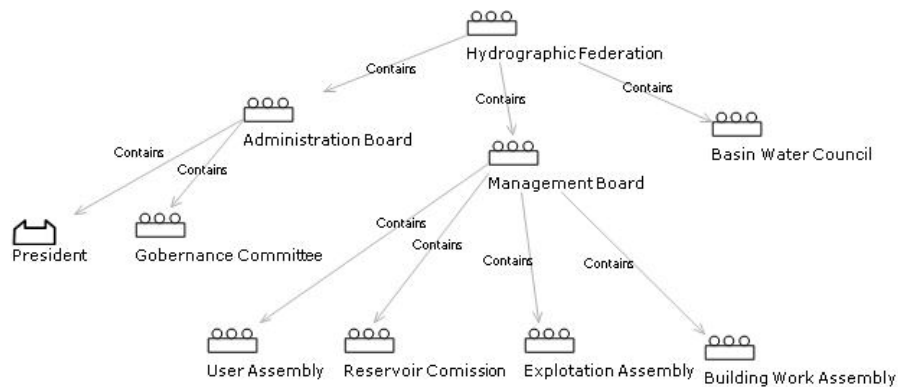 Hydrographic Federation
Contains
Contains
Contains
Administration Board
Basin Water Council
Contains
Contains
Management Board
President
Gobernance Committee
Contains
Contains
Contains
Contains
User Assembly
Reservoir Comission
Explotation Assembly
Building Work Assembly